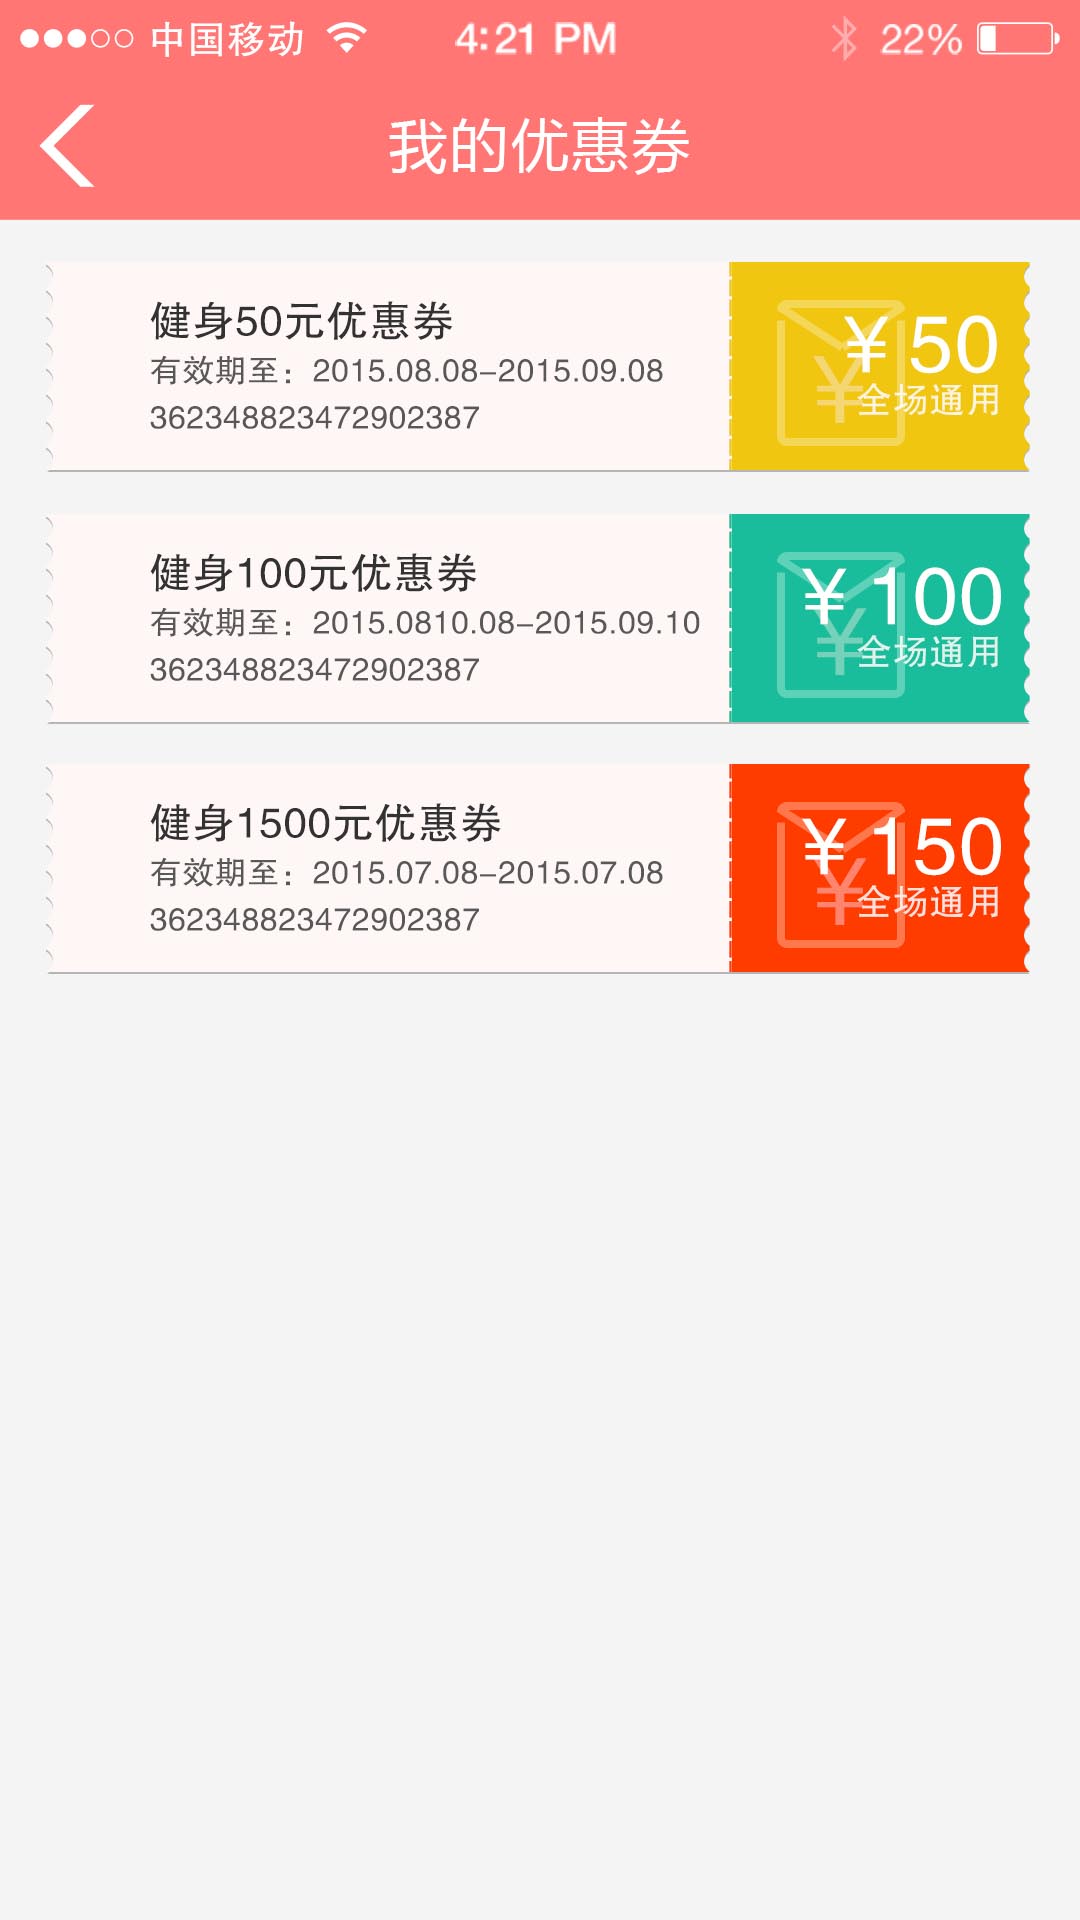 中国移动 4:21 PM 22%
我的优惠券
健身50元优惠券
有效期至：2015.08.08-2015.09.08
362348823472902387
¥50
全场通用
健身100元优惠券
有效期至：2015.0810.08-2015.09.10
362348823472902387
¥100
全场通用
健身1500元优惠券
有效期至：2015.07.08-2015.07.08
362348823472902387
¥150
全场通用